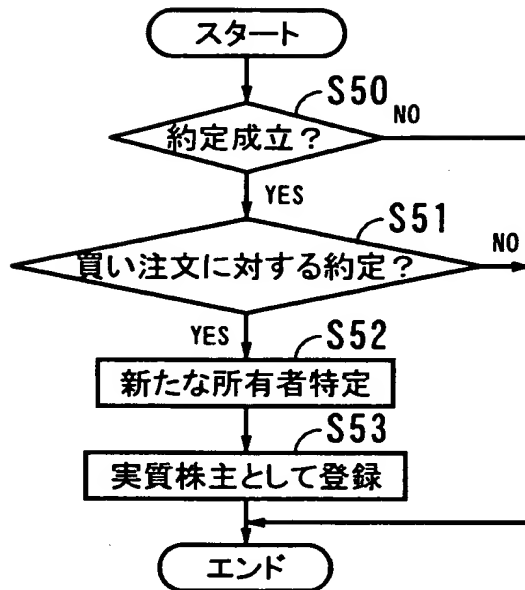 スタート
S50
NO
約定成立？
YES
S51
NO
買い注文に対する約定？
YES
S52
新たな所有者特定
S53
実質株主として登録
エンド